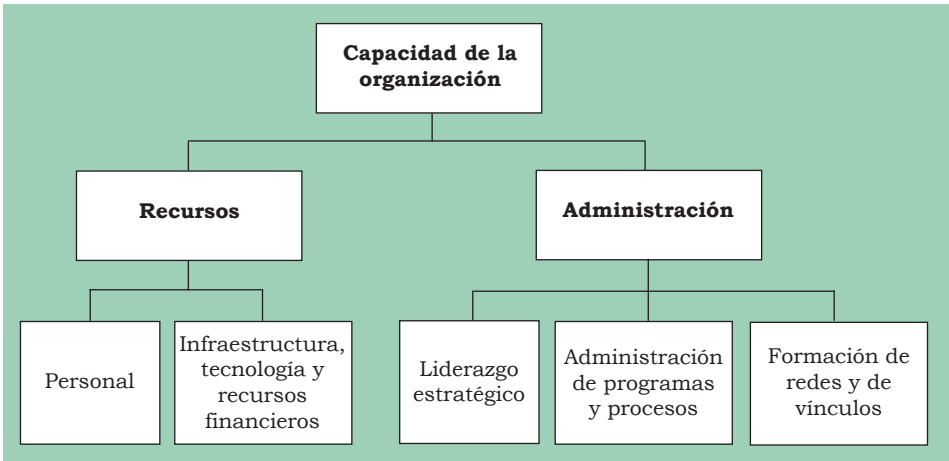 Capacidad de la
organización
Recursos
Administración
Personal
Infraestructura,
tecnología y
recursos
financieros
Liderazgo
estratégico
Administración
de programas
y procesos
Formación de
redes y de
vínculos